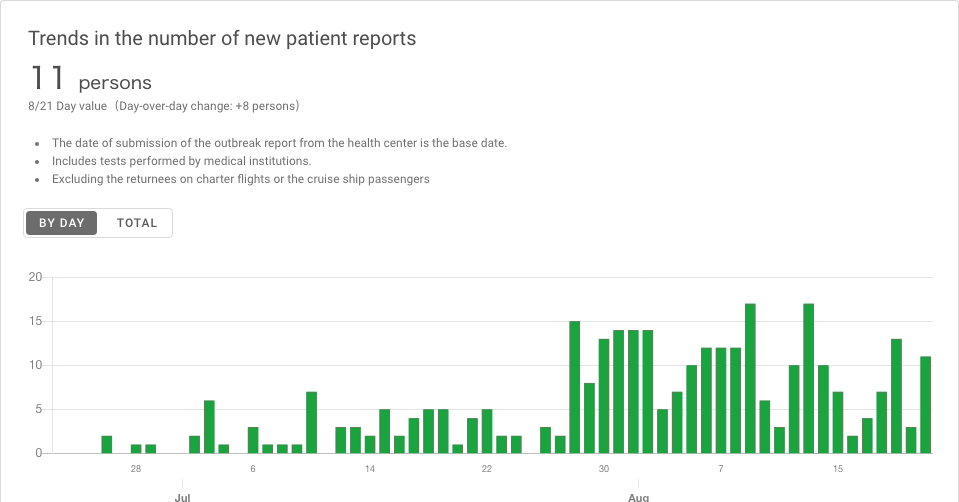 Trends in the number of new patient reports
11 persons
8/21 Day value（Day-over-day change: +8 persons）
The date of submission of the outbreak report from the health center is the base date.
Includes tests performed by medical institutions.
Excluding the returnees on charter flights or the cruise ship passengers
BY DAY TOTAL
20
15
10
5
0
28 6 14 22 30 7 15
Jul Aug